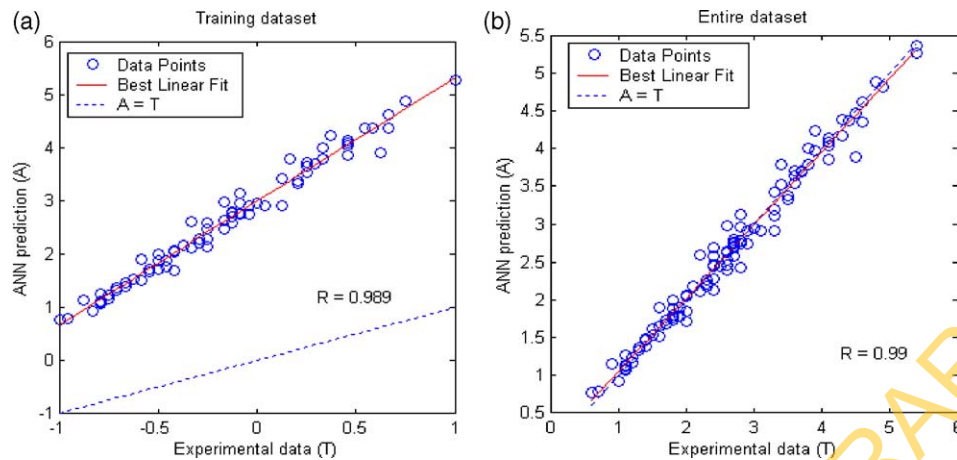 (a)
Training dataset
6
5
4
3
2
1
0
-1
-1
-0.5
0
0.5
1
ANN prediction (A)
Experimental data (T)
Data Points
Best Linear Fit
A = T
R = 0.989
(b)
Entire dataset
5.5
5
4.5
4
3.5
3
2.5
2
1.5
1
0.5
0
1
2
3
4
5
6
ANN prediction (A)
Experimental data (T)
Data Points
Best Linear Fit
A = T
R = 0.99